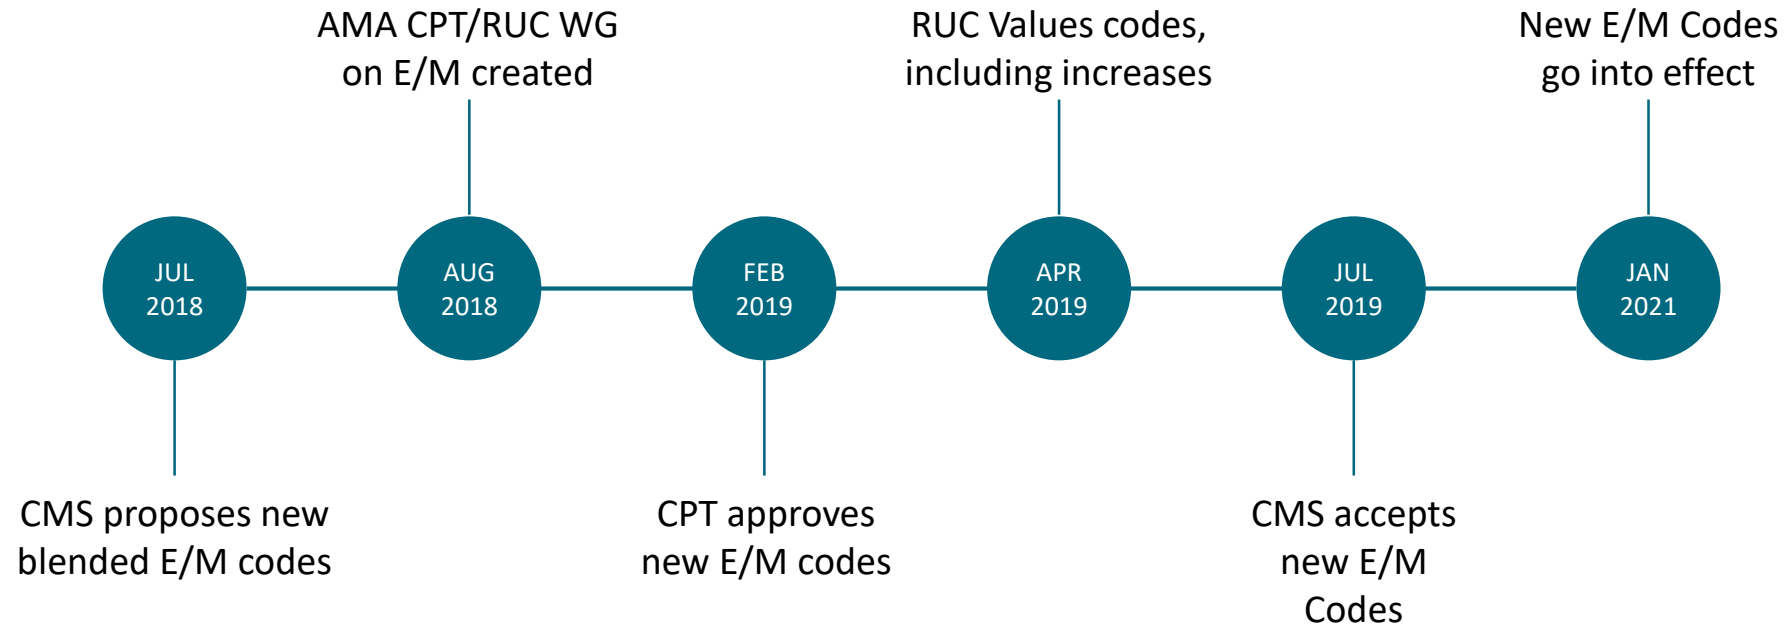 AMA CPT/RUC WG
on E/M created
RUC Values codes,
including increases
New E/M Codes
go into effect
JUL
2018
AUG
2018
FEB
2019
APR
2019
JUL
2019
JAN
2021
CMS proposes new
blended E/M codes
CPT approves
new E/M codes
CMS accepts
new E/M
Codes